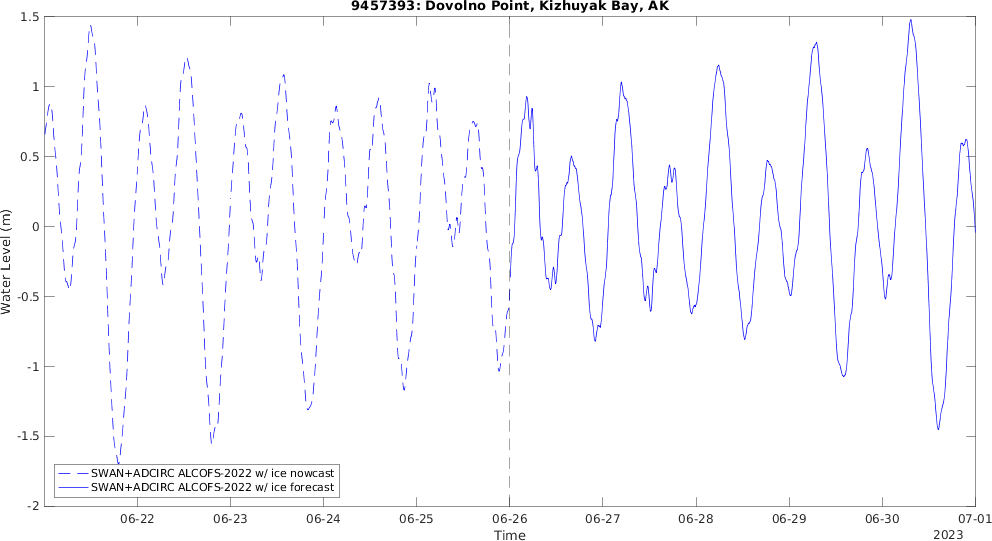 9457393: Dovolno Point, Kizhuyak Bay, AK
1.5
1
0.5
0
-0.5
-1
-1.5
-2
Water Level (m)
SWAN+ADCIRC ALCOFS-2022 w/ ice nowcast
SWAN+ADCIRC ALCOFS-2022 w/ ice forecast
06-22 06-23 06-24 06-25 06-26 06-27 06-28 06-29 06-30 07-01
Time
2023